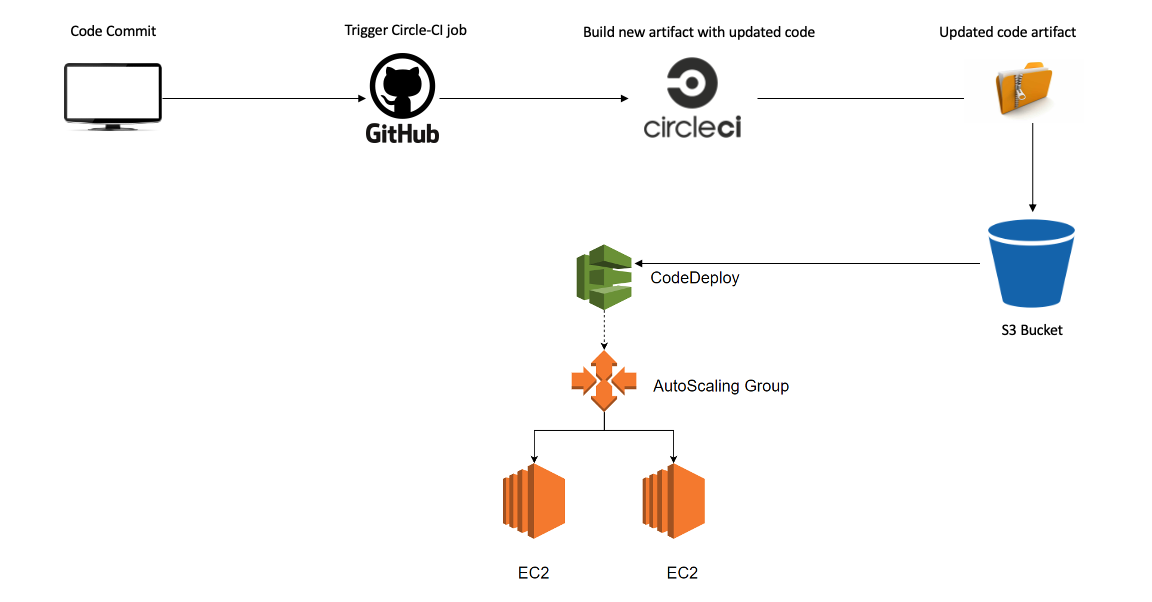 Code Commit
Trigger Circle-CI job
Build new artifact with updated code
Updated code artifact
GitHub
circleci
CodeDeploy
S3 Bucket
AutoScaling Group
EC2
EC2